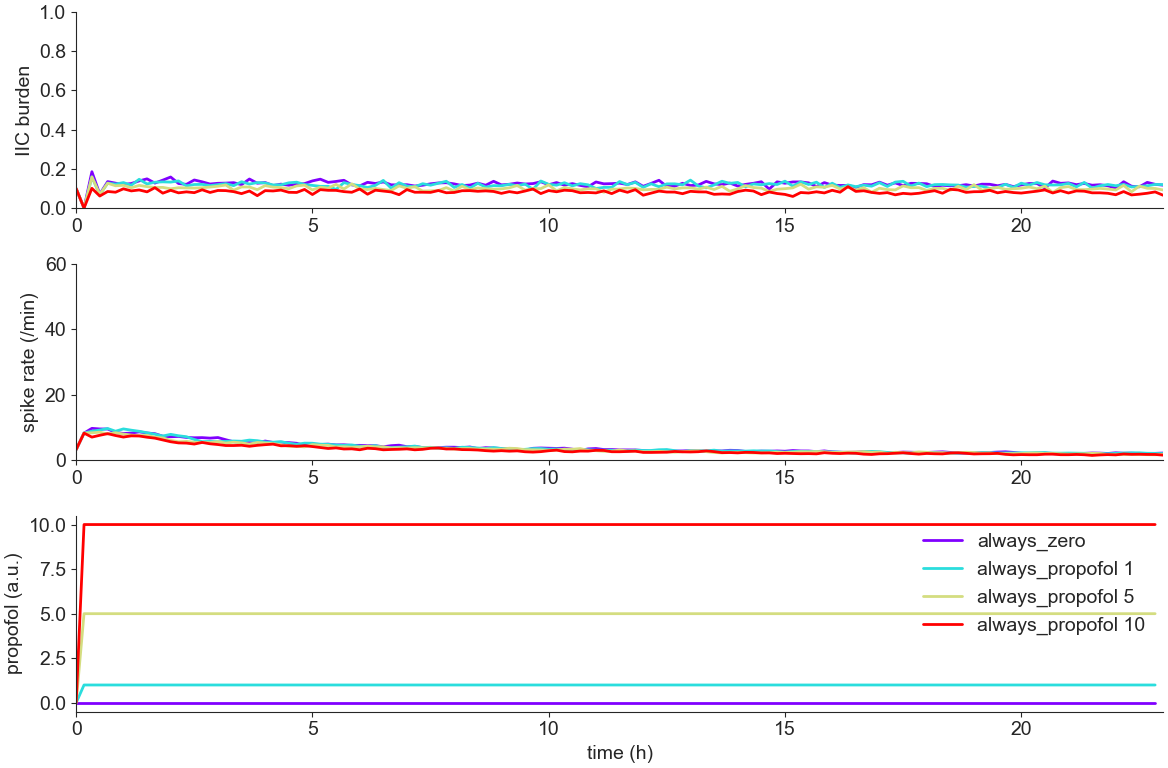 IIC burden
1.0
0.8
0.6
0.4
0.2
0.0
0 5 10 15 20
spike rate (/min)
60
40
20
0
0 5 10 15 20
propofol (a.u.)
10.0
7.5
5.0
2.5
0.0
always_zero
always_propofol 1
always_propofol 5
always_propofol 10
0 5 10 15 20
time (h)